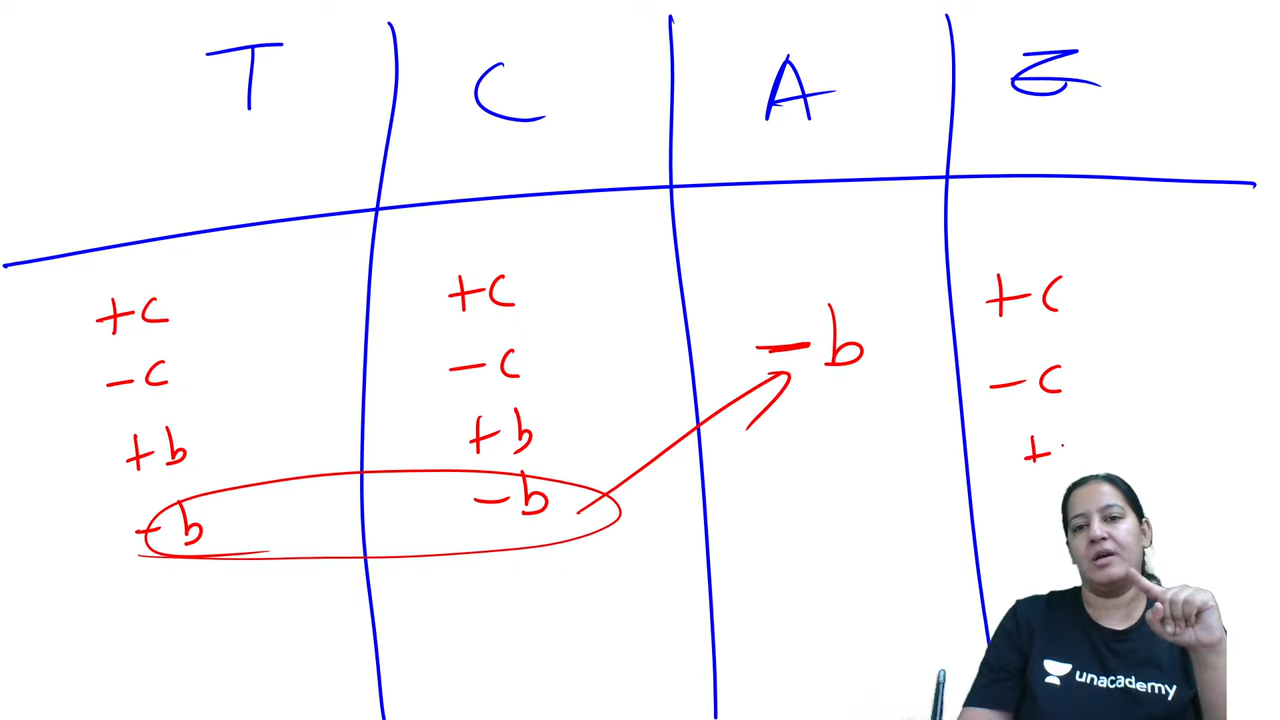 T C A Ƹ
+c +c +c
-c -c -b -c
+b +b +
-b -b
unacademy